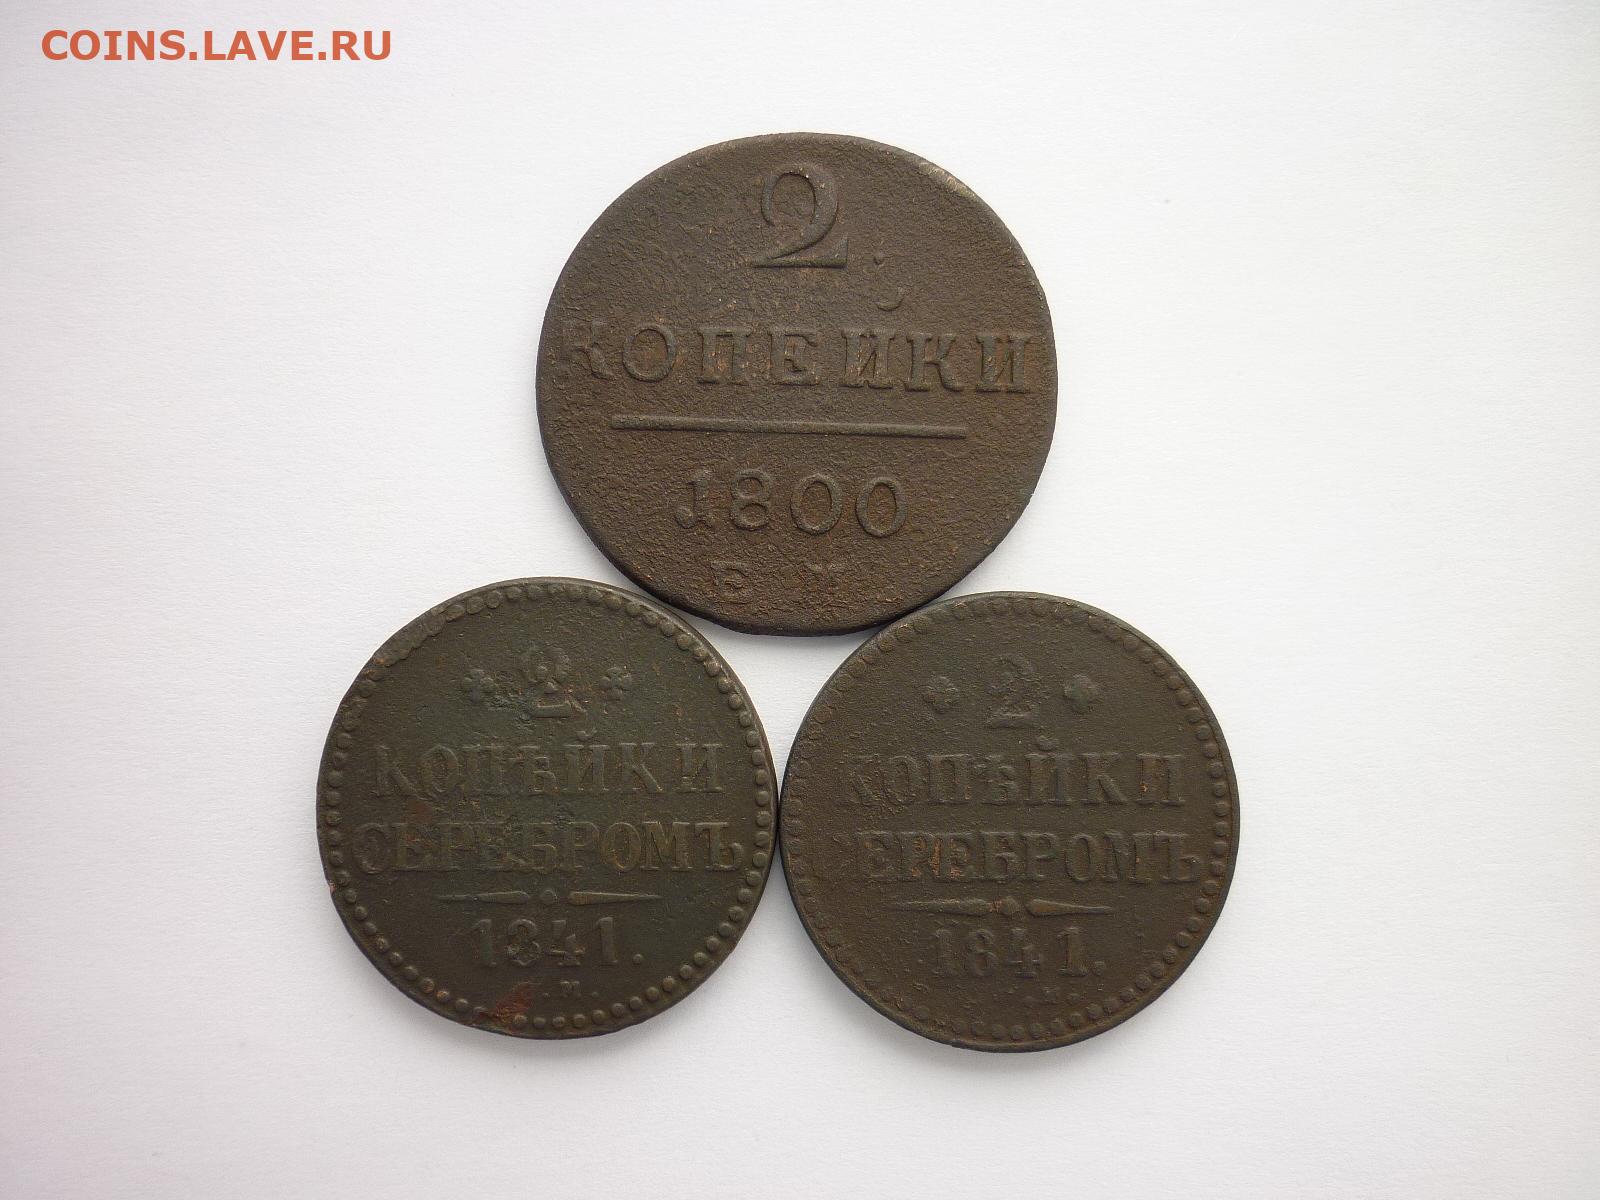 COINS.LAVE.RU
2
КОПЕЙКИ
1800
Е М
2
КОПѢЙКИ
СЕРЕБРОМЪ
1841.
.М.
2
КОПѢЙКИ
СЕРЕБРОМЪ
1841.